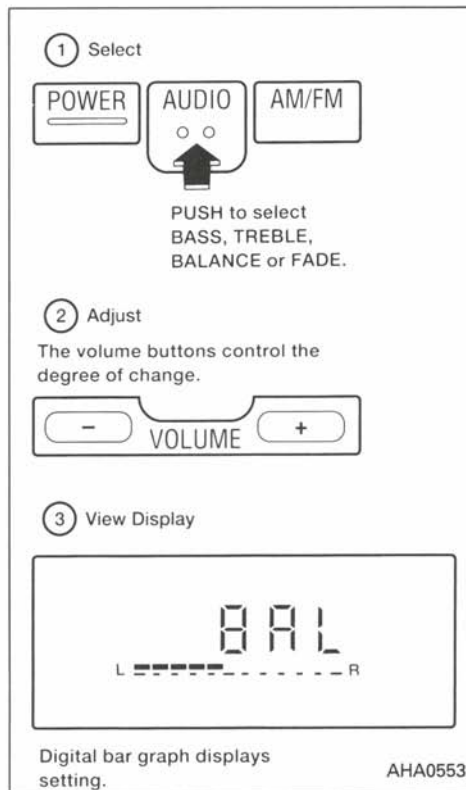 1 Select
POWER AUDIO AM/FM
PUSH to select
BASS, TREBLE,
BALANCE or FADE.
2 Adjust
The volume buttons control the
degree of change.
- VOLUME +
3 View Display
BAL
L R
Digital bar graph displays
setting.
AHA0553